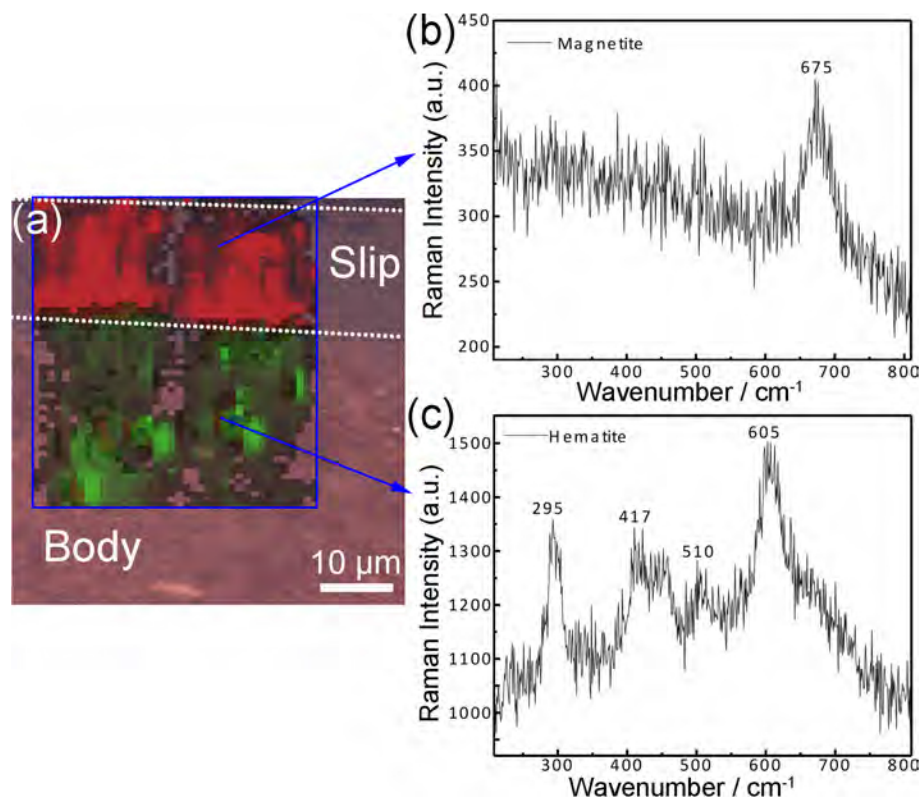 (a)
Slip
Body
10 µm
(b)
Magnetite
675
Raman Intensity (a.u.)
450
400
350
300
250
200
300 400 500 600 700 800
Wavenumber / cm⁻¹
(c)
Hematite
295
417
510
605
Raman Intensity (a.u.)
1500
1400
1300
1200
1100
1000
300 400 500 600 700 800
Wavenumber / cm⁻¹